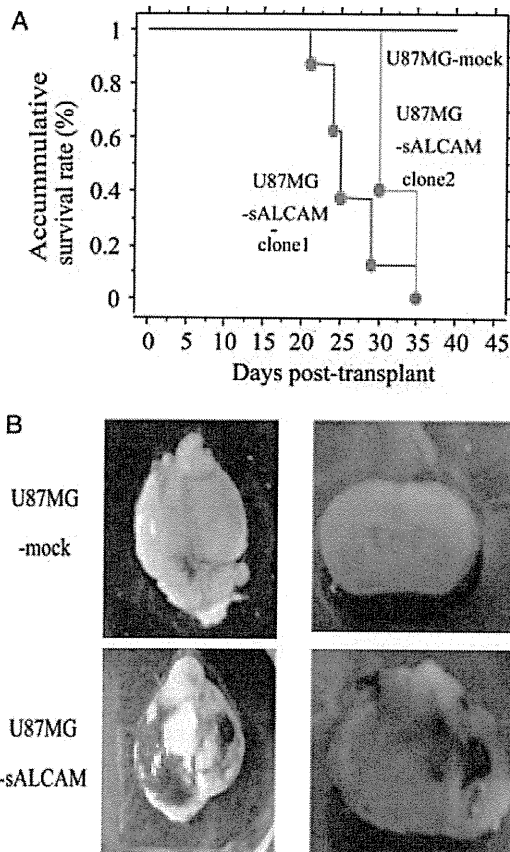 A
Accummulative
survival rate (%)
1
0.8
0.6
0.4
0.2
0
U87MG-mock
U87MG
-sALCAM
clone2
U87MG
-sALCAM
-
clone1
0 5 10 15 20 25 30 35 40 45
Days post-transplant
B
U87MG
-mock
U87MG
-sALCAM